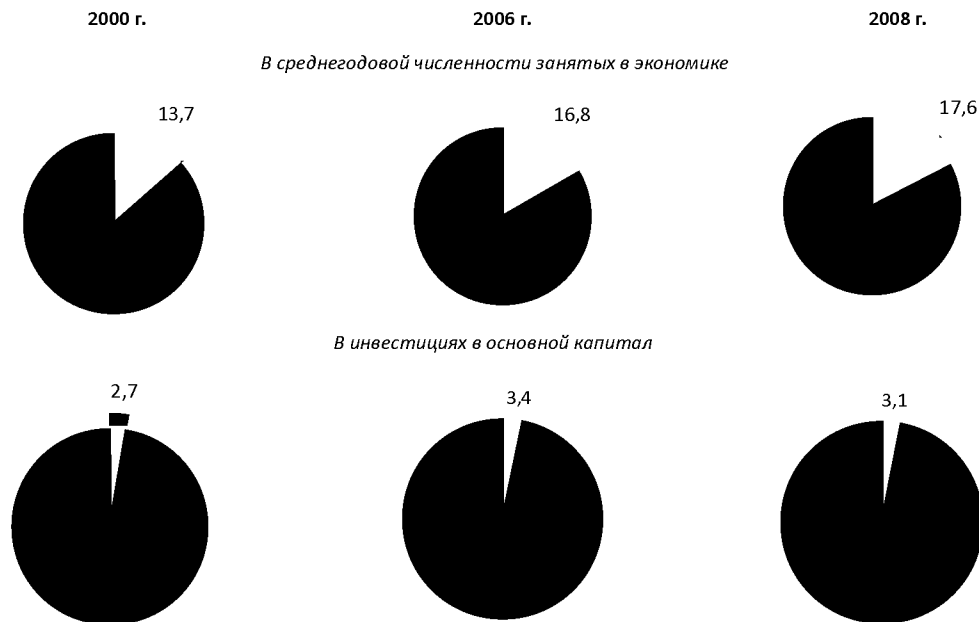 2000 г. 2006 г. 2008 г.
В среднегодовой численности занятых в экономике
13,7 16,8 17,6
В инвестициях в основной капитал
2,7 3,4 3,1